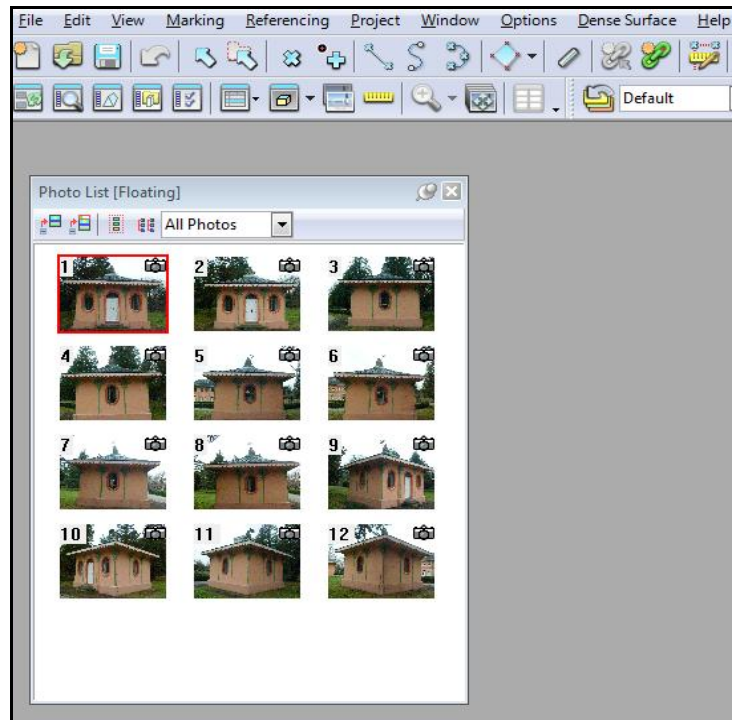 File Edit View Marking Referencing Project Window Options Dense Surface Help
Default
Photo List [Floating]
All Photos
1 2 3
4 5 6
7 8 9
10 11 12